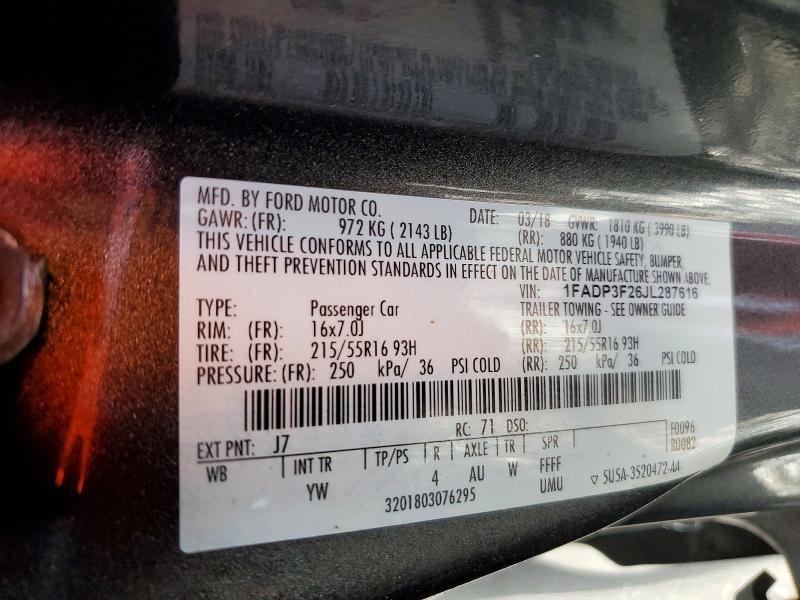 MFD. BY FORD MOTOR CO. DATE: 03/18 GVWR: 1810 KG ( 3990 LB)
GAWR: (FR): 972 KG ( 2143 LB) (RR): 880 KG ( 1940 LB)
THIS VEHICLE CONFORMS TO ALL APPLICABLE FEDERAL MOTOR VEHICLE SAFETY, BUMPER,
AND THEFT PREVENTION STANDARDS IN EFFECT ON THE DATE OF MANUFACTURE SHOWN ABOVE.
VIN: 1FADP3F26JL287616
TYPE: Passenger Car TRAILER TOWING - SEE OWNER GUIDE
RIM: (FR): 16x7.0J (RR): 16x7.0J
TIRE: (FR): 215/55R16 93H (RR): 215/55R16 93H
PRESSURE: (FR): 250 kPa/ 36 PSI COLD (RR): 250 kPa/ 36 PSI COLD
RC: 71 DSO: F0096
EXT PNT: J7 R0082
WB INT TR TP/PS R AXLE TR SPR
YW 4 AU W FFFF
UMU ▽ 5U5A-3520472-AA
3201803076295